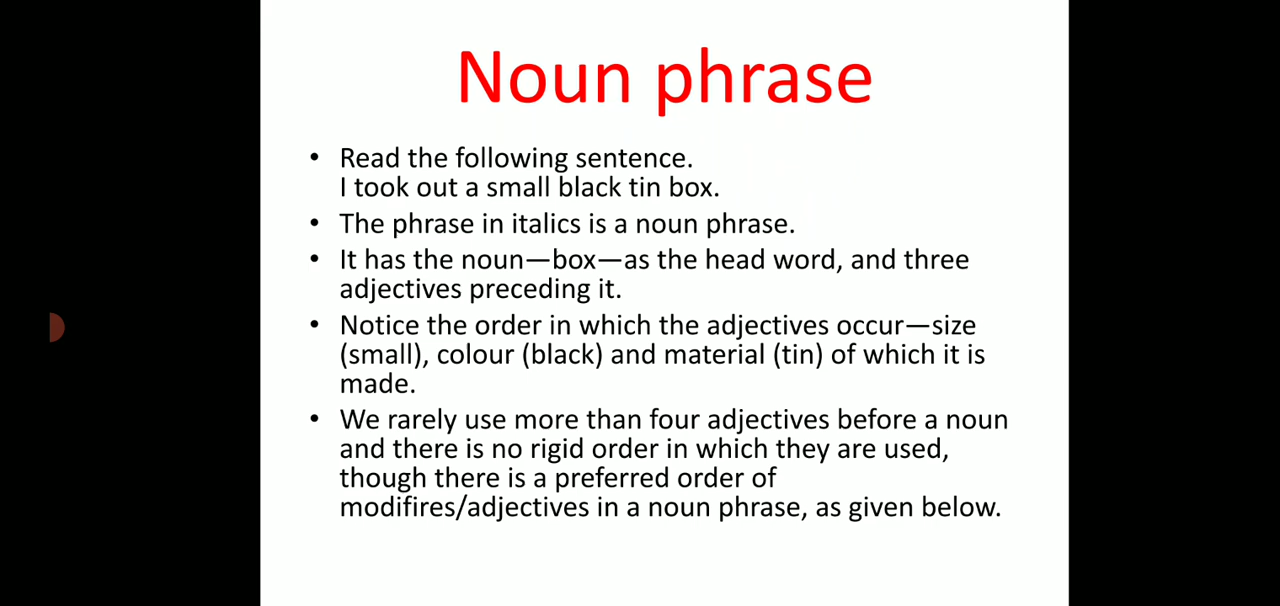 Noun phrase
• Read the following sentence.
I took out a small black tin box.
• The phrase in italics is a noun phrase.
• It has the noun—box—as the head word, and three
adjectives preceding it.
• Notice the order in which the adjectives occur—size
(small), colour (black) and material (tin) of which it is
made.
• We rarely use more than four adjectives before a noun
and there is no rigid order in which they are used,
though there is a preferred order of
modifires/adjectives in a noun phrase, as given below.